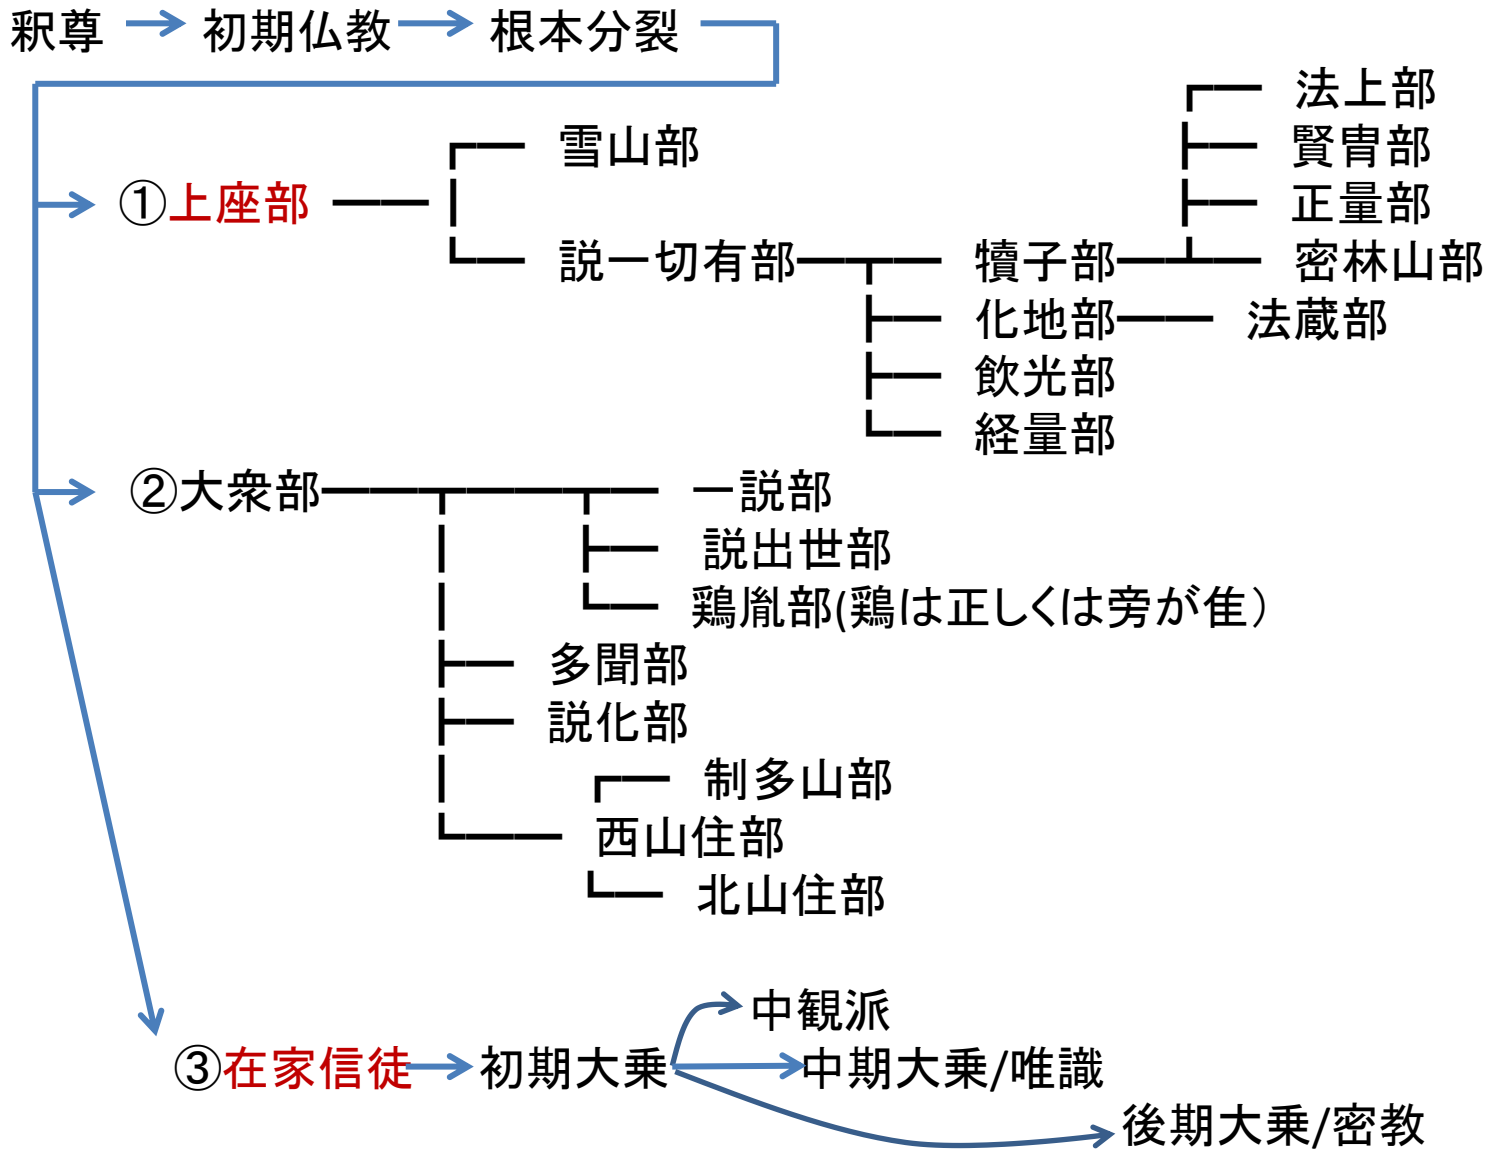 釈尊 初期仏教 根本分裂
法上部
雪山部 賢冑部
①上座部 正量部
説一切有部 犢子部 密林山部
化地部 法蔵部
飲光部
経量部
②大衆部 一説部
説出世部
鶏胤部(鶏は正しくは旁が隹）
多聞部
説化部
制多山部
西山住部
北山住部
中観派
③在家信徒 初期大乗 中期大乗/唯識
後期大乗/密教